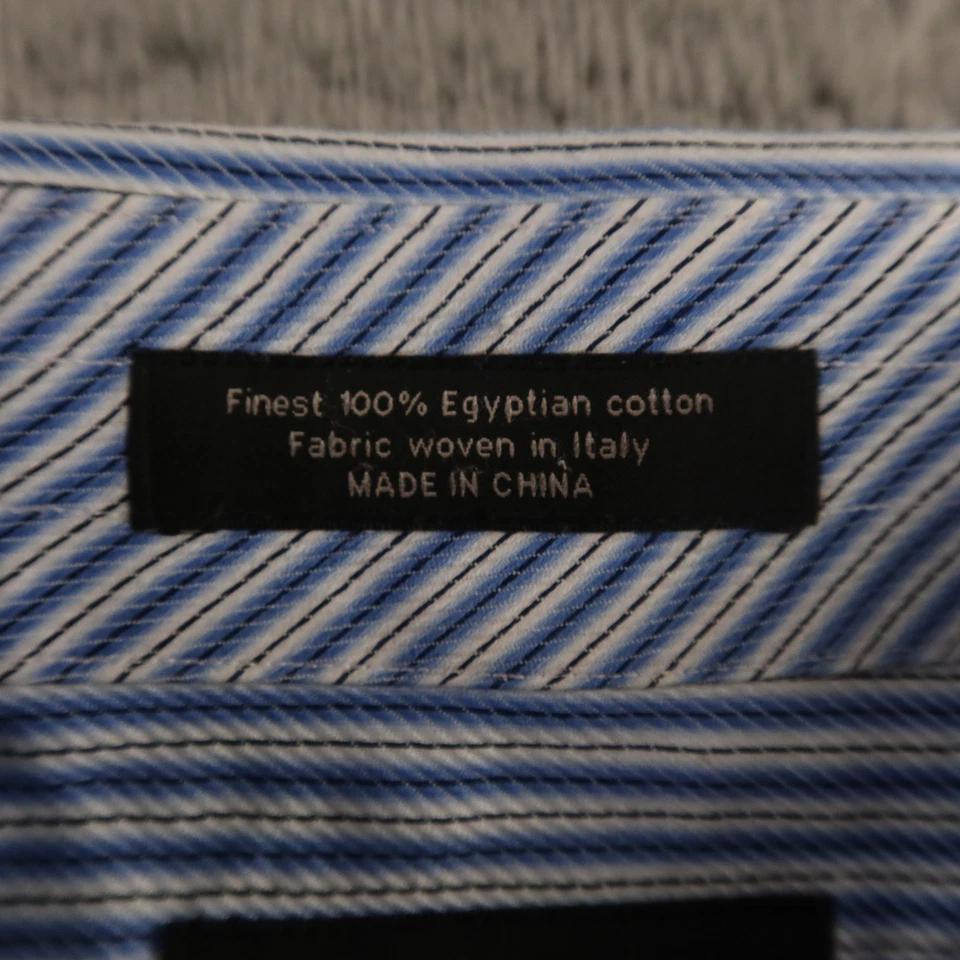 Finest 100% Egyptian cotton
Fabric woven in Italy
MADE IN CHINA